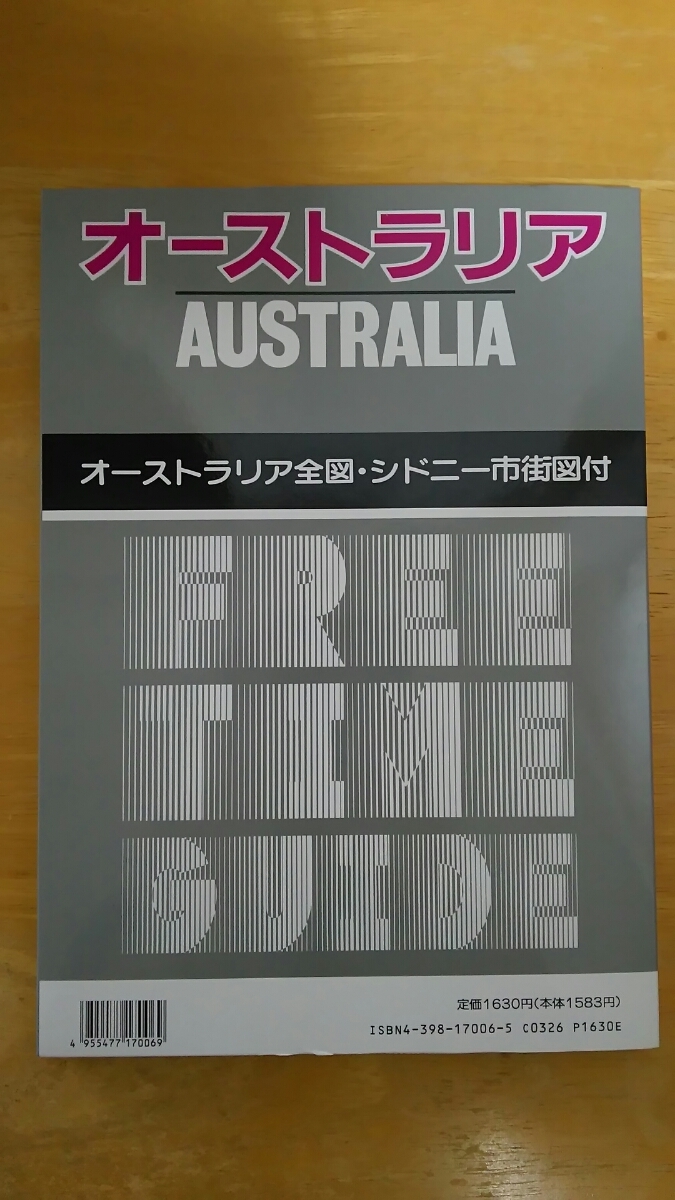 オーストラリア
AUSTRALIA
オーストラリア全図・シドニー市街図付
FREE
TIME
GUIDE
定価1630円(本体1583円)
ISBN4-398-17006-5 C0326 P1630E
4 955477 170069